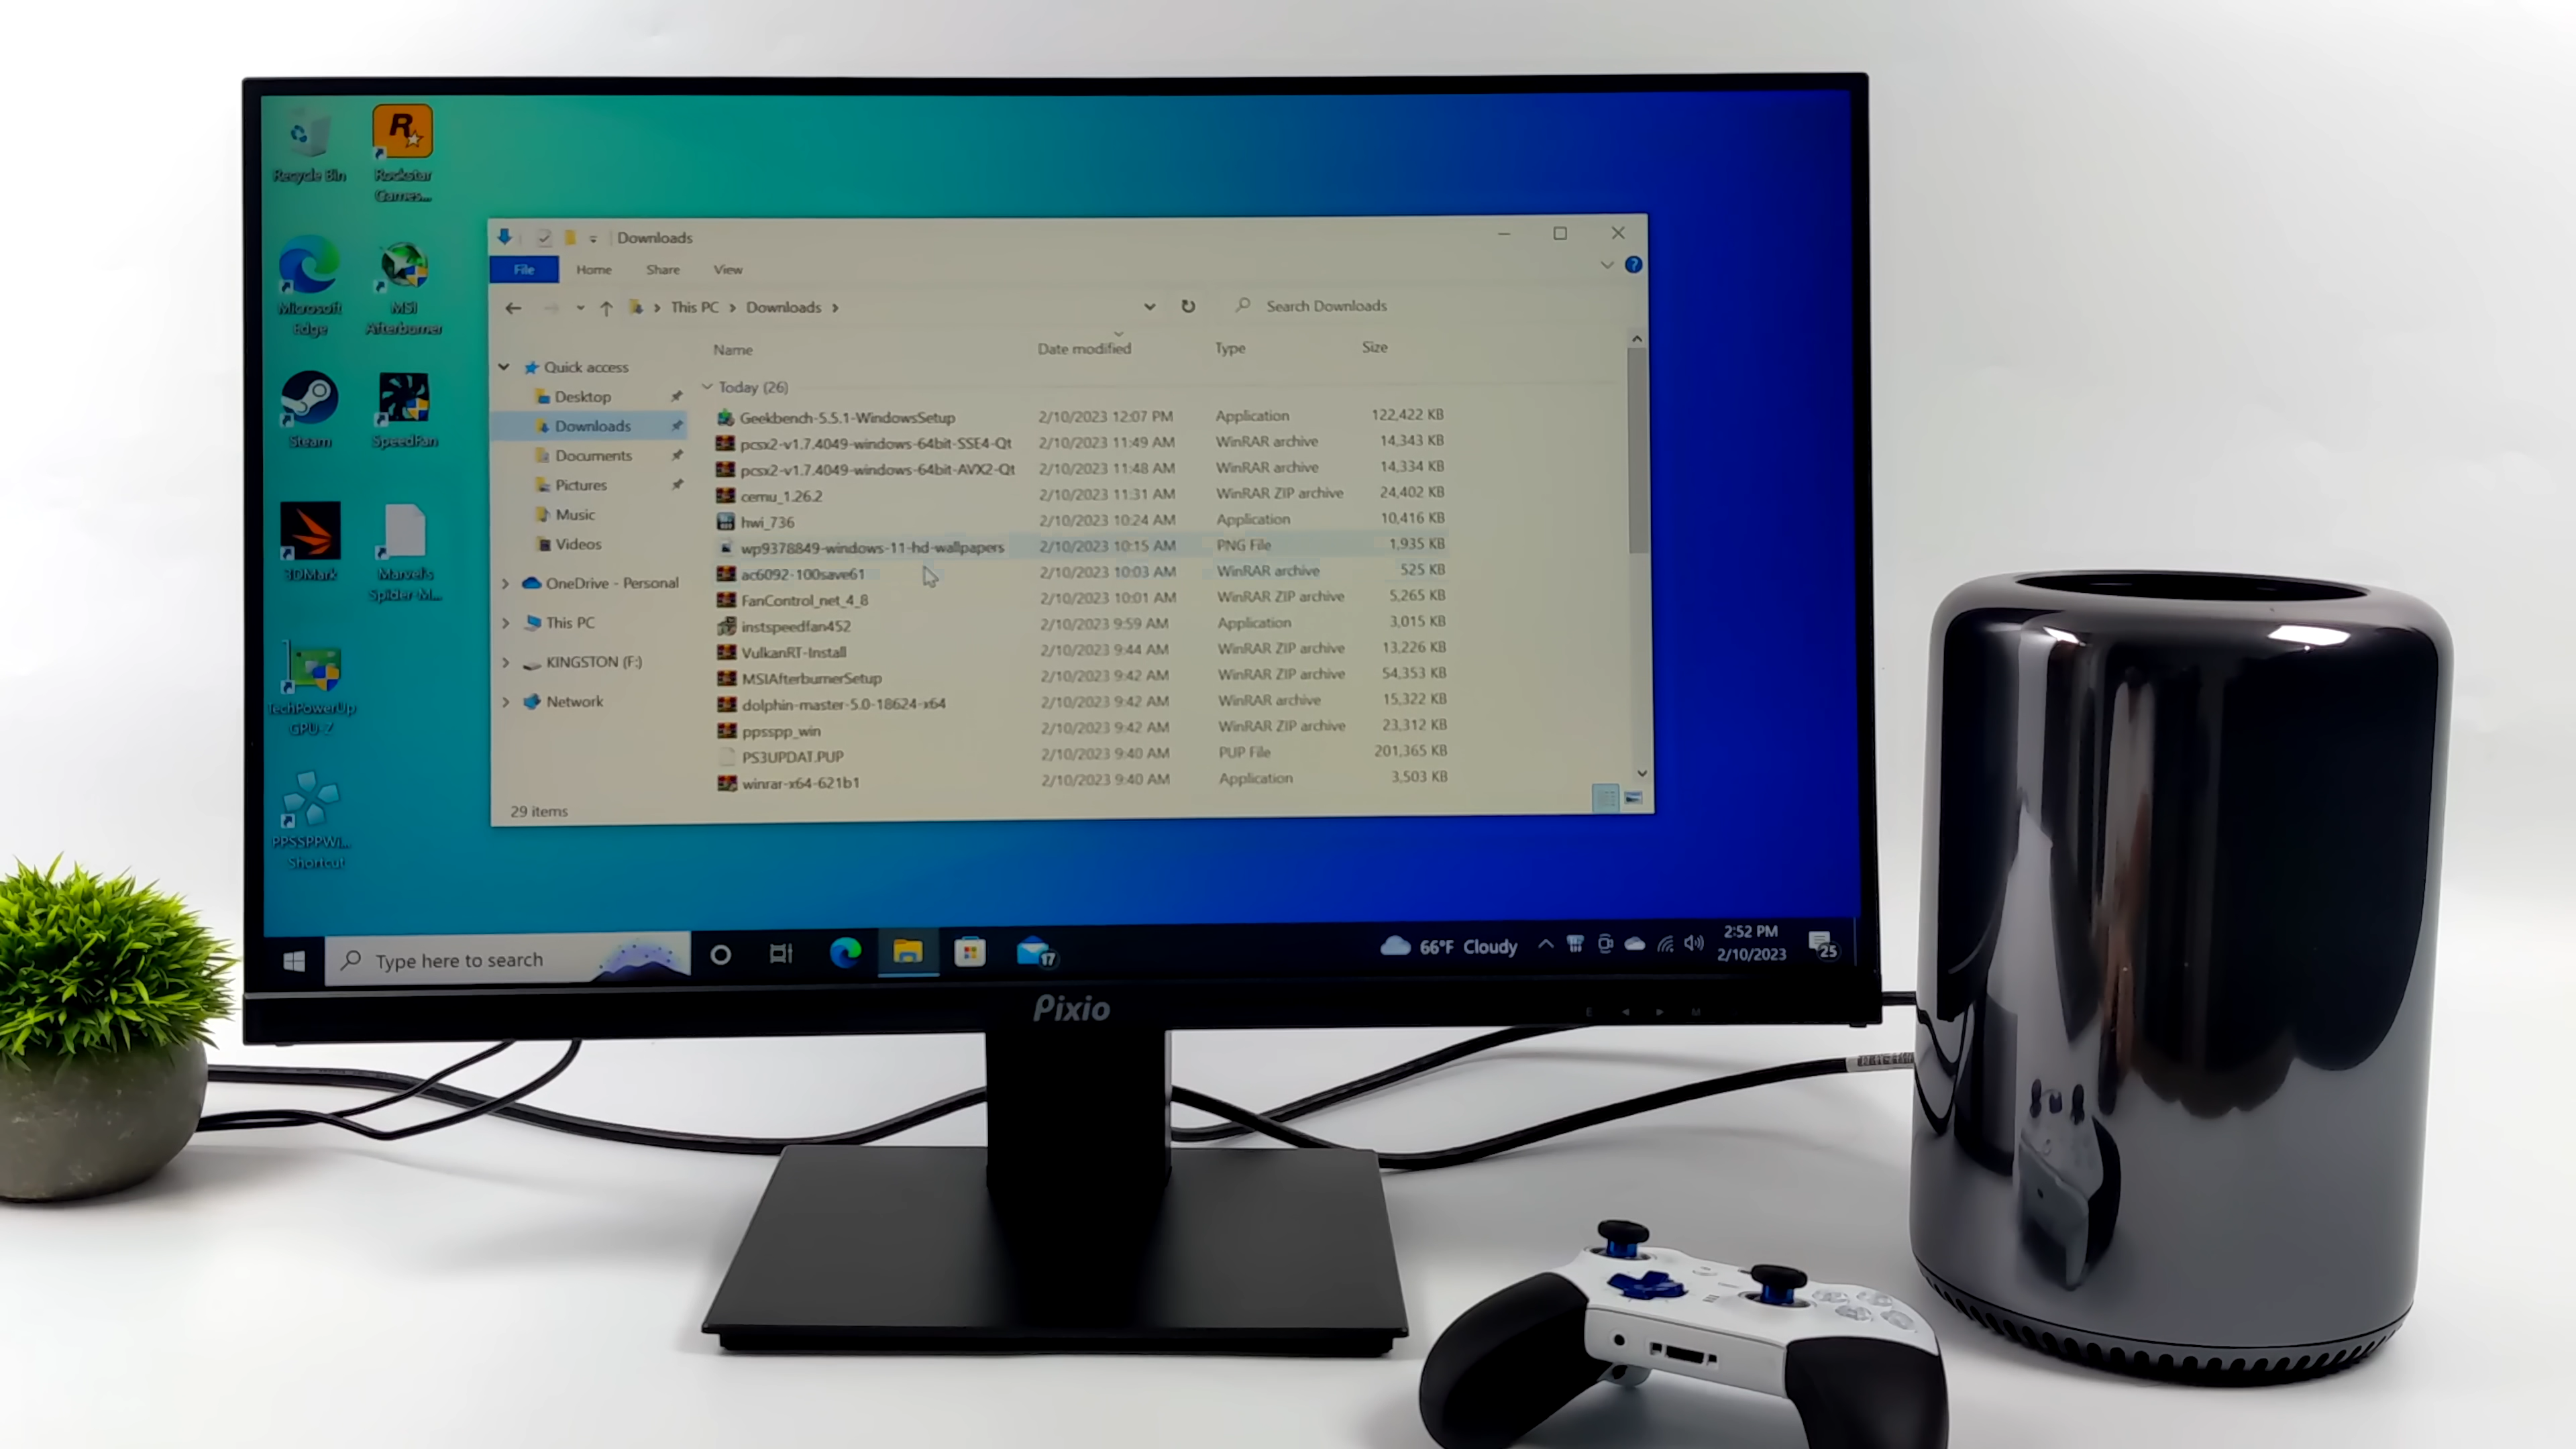 Recycle Bin
Rockstar
Games...
Microsoft
Edge
MSI
Afterburner
Steam
SpeedFan
3DMark
Marvel's
Spider-M...
TechPowerUp
GPU-Z
PPSSPPWi...
Shortcut
Downloads
File Home Share View
This PC > Downloads >
Search Downloads
Name Date modified Type Size
Quick access
Desktop
Downloads
Documents
Pictures
Music
Videos
OneDrive - Personal
This PC
KINGSTON (F:)
Network
Today (26)
Geekbench-5.5.1-WindowsSetup 2/10/2023 12:07 PM Application 122,422 KB
pcsx2-v1.7.4049-windows-64bit-SSE4-Qt 2/10/2023 11:49 AM WinRAR archive 14,343 KB
pcsx2-v1.7.4049-windows-64bit-AVX2-Qt 2/10/2023 11:48 AM WinRAR archive 14,334 KB
cemu_1.26.2 2/10/2023 11:31 AM WinRAR ZIP archive 24,402 KB
hwi_736 2/10/2023 10:24 AM Application 10,416 KB
wp9378849-windows-11-hd-wallpapers 2/10/2023 10:15 AM PNG File 1,935 KB
ac6092-100save61 2/10/2023 10:03 AM WinRAR archive 525 KB
FanControl_net_4_8 2/10/2023 10:01 AM WinRAR ZIP archive 5,265 KB
instspeedfan452 2/10/2023 9:59 AM Application 3,015 KB
VulkanRT-Install 2/10/2023 9:44 AM WinRAR ZIP archive 13,226 KB
MSIAfterburnerSetup 2/10/2023 9:42 AM WinRAR ZIP archive 54,353 KB
dolphin-master-5.0-18624-x64 2/10/2023 9:42 AM WinRAR archive 15,322 KB
ppsspp_win 2/10/2023 9:42 AM WinRAR ZIP archive 23,312 KB
PS3UPDAT.PUP 2/10/2023 9:40 AM PUP File 201,365 KB
winrar-x64-621b1 2/10/2023 9:40 AM Application 3,503 KB
29 items
Type here to search
17
66°F Cloudy
2:52 PM
2/10/2023
25
Pixio
E M